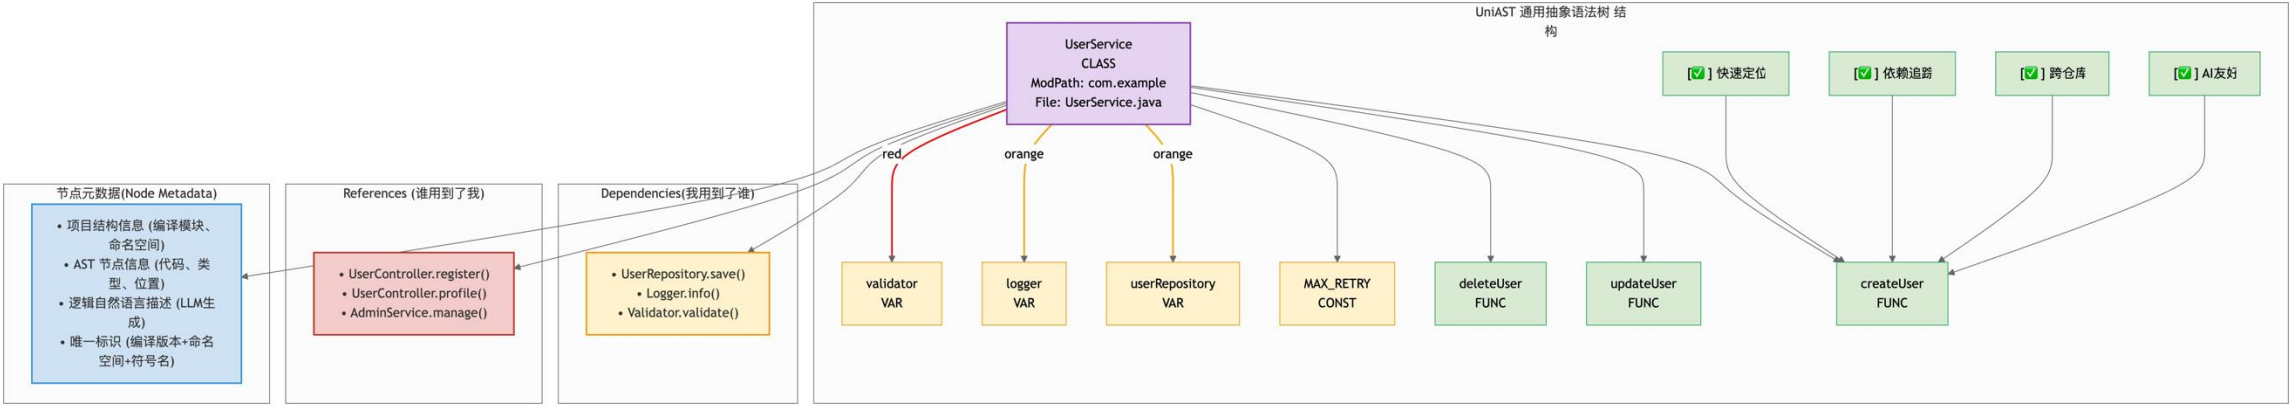 UniAST 通用抽象语法树 结
构
UserService
CLASS
ModPath: com.example
File: UserService.java
[✅ ] 快速定位
[✅ ] 依赖追踪
[✅ ] 跨仓库
[✅ ] AI友好
red
orange
orange
节点元数据(Node Metadata)
• 项目结构信息 (编译模块、
命名空间)
• AST 节点信息 (代码、类
型、位置)
• 逻辑自然语言描述 (LLM生
成)
• 唯一标识 (编译版本+命名
空间+符号名)
References (谁用到了我)
• UserController.register()
• UserController.profile()
• AdminService.manage()
Dependencies(我用到了谁)
• UserRepository.save()
• Logger.info()
• Validator.validate()
validator
VAR
logger
VAR
userRepository
VAR
MAX_RETRY
CONST
deleteUser
FUNC
updateUser
FUNC
createUser
FUNC